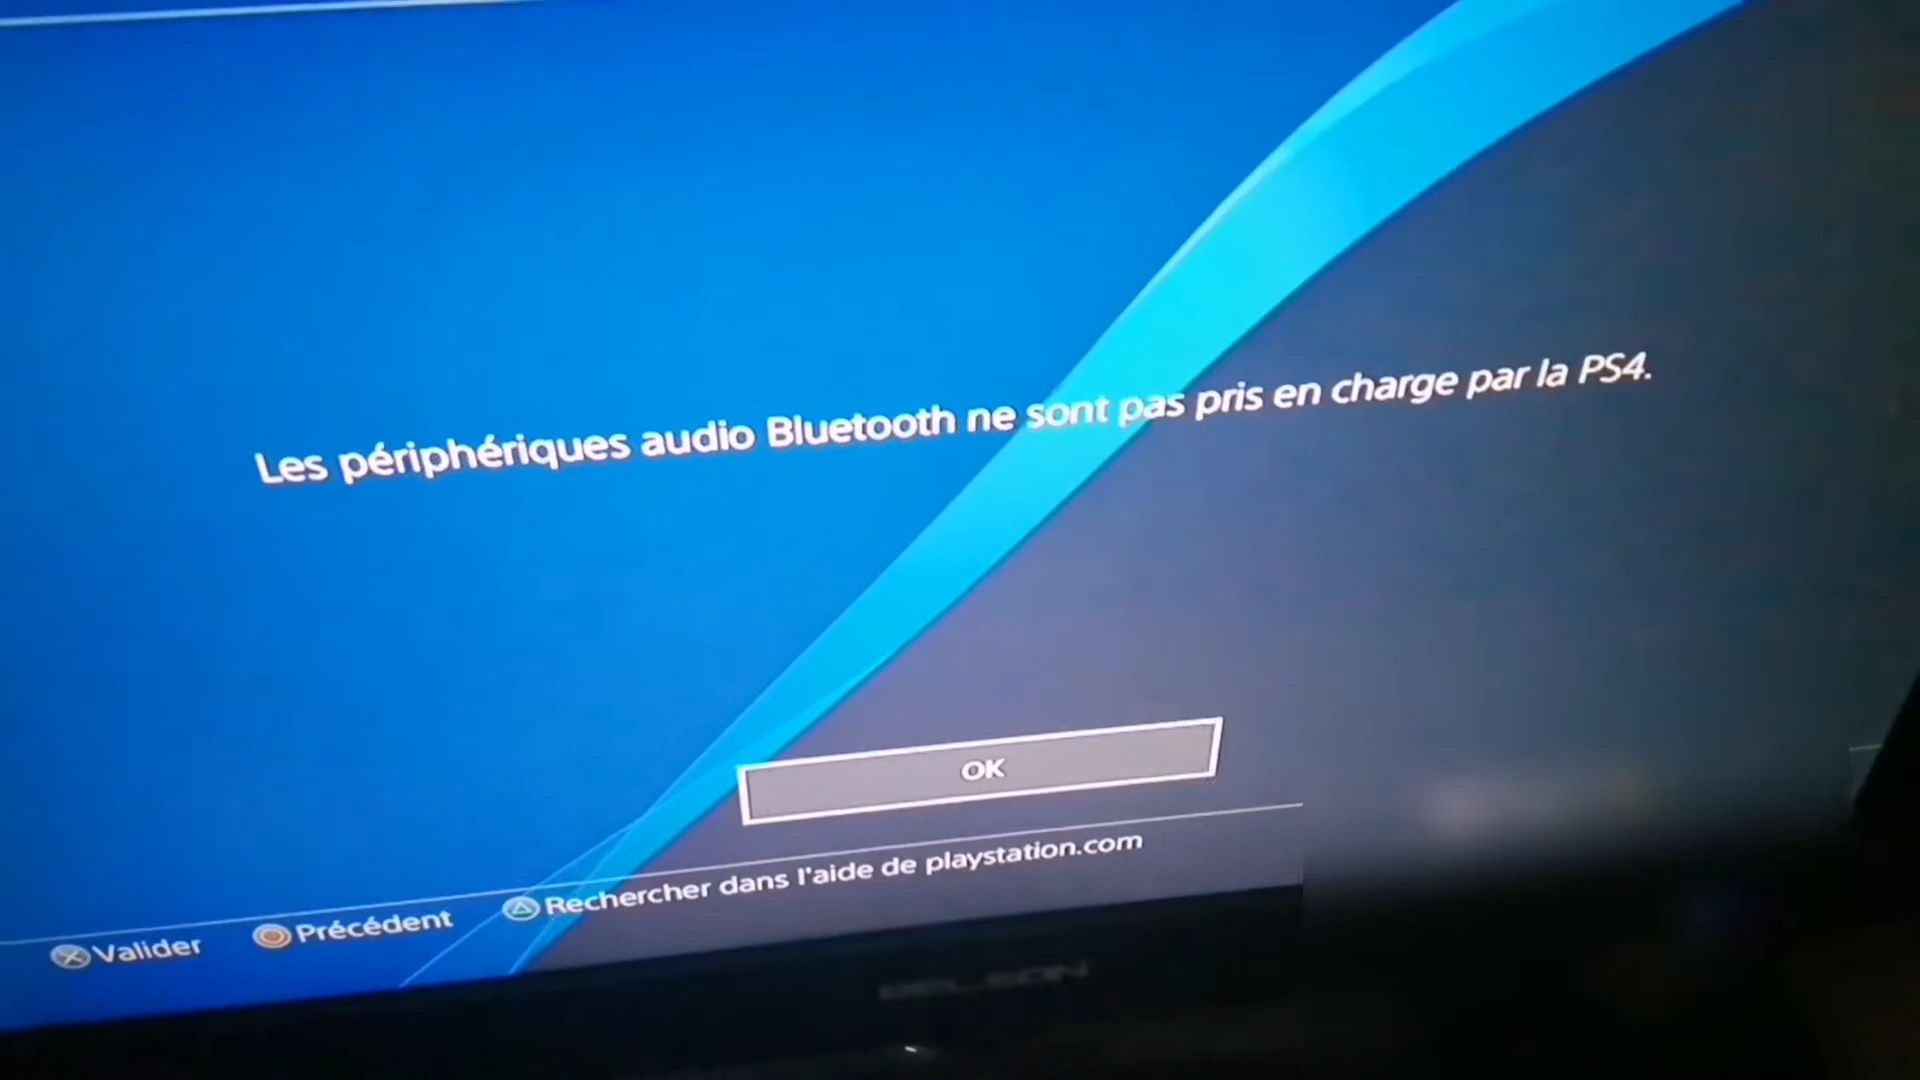 Les périphériques audio Bluetooth ne sont pas pris en charge par la PS4.
OK
Valider
Précédent
Rechercher dans l'aide de playstation.com